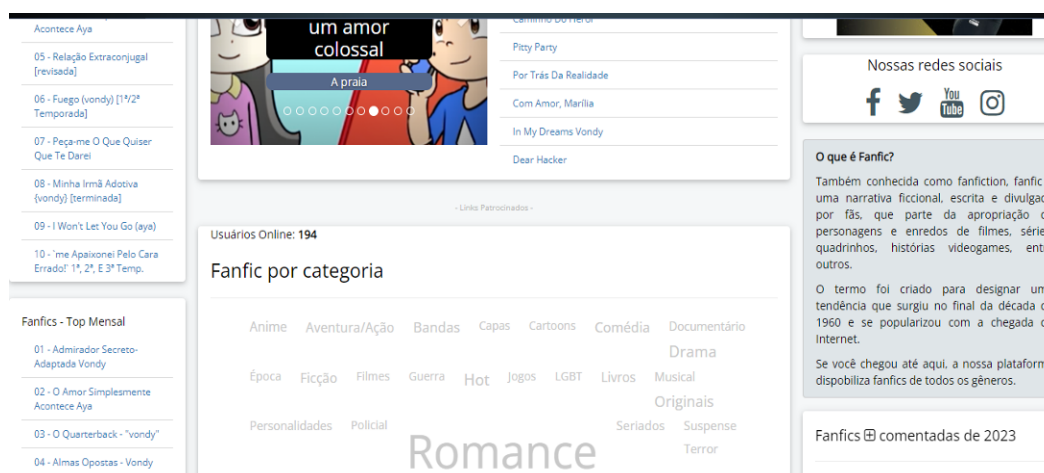 Acontece Aya
05 - Relação Extraconjugal
[revisada]
06 - Fuego (vondy) [1ª/2ª
Temporada]
07 - Peça-me O Que Quiser
Que Te Darei
08 - Minha Irmã Adotiva
{vondy} [terminada]
09 - I Won't Let You Go (aya)
10 - ´me Apaixonei Pelo Cara
Errado!' 1ª, 2ª, E 3ª Temp.
Fanfics - Top Mensal
01 - Admirador Secreto-
Adaptada Vondy
02 - O Amor Simplesmente
Acontece Aya
03 - O Quarterback - "vondy"
04 - Almas Opostas - Vondy
um amor
colossal
A praia
Caminho Do Herói
Pitty Party
Por Trás Da Realidade
Com Amor, Marília
In My Dreams Vondy
Dear Hacker
- Links Patrocinados -
Usuários Online: 194
Fanfic por categoria
Anime Aventura/Ação Bandas Capas Cartoons Comédia Documentário
Drama
Época Ficção Filmes Guerra Hot Jogos LGBT Livros Musical
Originais
Personalidades Policial Romance Seriados Suspense
Terror
Nossas redes sociais
You
Tube
O que é Fanfic?
Também conhecida como fanfiction, fanfic
uma narrativa ficcional, escrita e
por fãs, que parte da apropriação
personagens e enredos de filmes,
quadrinhos, histórias videogames,
outros.
O termo foi criado para designar
tendência que surgiu no final da década
1960 e se popularizou com a chegada
Internet.
Se você chegou até aqui, a nossa
dispobiliza fanfics de todos os gêneros.
Fanfics comentadas de 2023